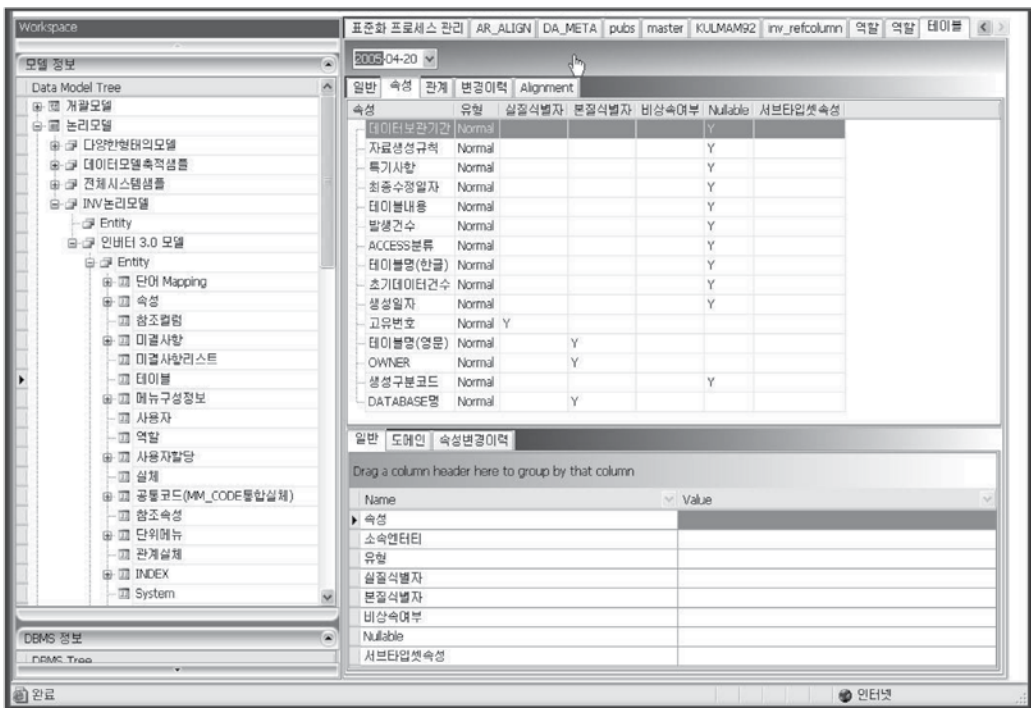 Workspace
모델 정보
Data Model Tree
개괄모델
논리모델
다양한형태의모델
데이터모델축적샘플
전체시스템샘플
INV논리모델
Entity
인버터 3.0 모델
Entity
단어 Mapping
속성
참조컬럼
미결사항
미결사항리스트
테이블
메뉴구성정보
사용자
역할
사용자할당
실체
공통코드(MM_CODE통합실체)
참조속성
단위메뉴
관계실체
INDEX
System
DBMS 정보
DBMS Tree
표준화 프로세스 관리 AR_ALIGN DA_META pubs master KULMAM92 inv_refcolumn 역할 역할 테이블
2005-04-20
일반 속성 관계 변경이력 Alignment
속성 유형 실질식별자 본질식별자 비상속여부 Nullable 서브타입셋속성
데이터보관기간 Normal Y
자료생성규칙 Normal Y
특기사항 Normal Y
최종수정일자 Normal Y
테이블내용 Normal Y
발생건수 Normal Y
ACCESS분류 Normal Y
테이블명(한글) Normal Y
초기데이터건수 Normal Y
생성일자 Normal Y
고유번호 Normal Y
테이블명(영문) Normal Y
OWNER Normal Y
생성구분코드 Normal Y
DATABASE명 Normal Y
일반 도메인 속성변경이력
Drag a column header here to group by that column
Name Value
속성
소속엔터티
유형
실질식별자
본질식별자
비상속여부
Nullable
서브타입셋속성
완료 인터넷